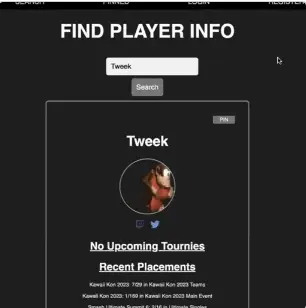 SEARCH PINNED LOGIN REGISTER
FIND PLAYER INFO
Tweek
Search
PIN
Tweek
No Upcoming Tournies
Recent Placements
Kawaii Kon 2023: 7/29 in Kawaii Kon 2023 Teams
Kawaii Kon 2023: 1/169 in Kawaii Kon 2023 Main Event